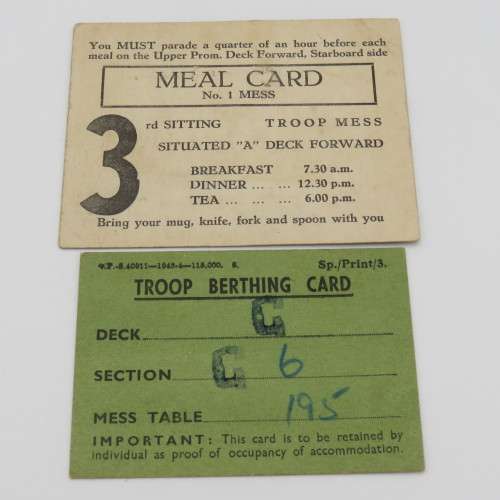 You MUST parade a quarter of an hour before each
meal on the Upper Prom. Deck Forward, Starboard side
MEAL CARD
No. 1 MESS
3rd SITTING TROOP MESS
SITUATED "A" DECK FORWARD
BREAKFAST 7.30 a.m.
DINNER ... ... 12.30 p.m.
TEA ... ... ... 6.00 p.m.
Bring your mug, knife, fork and spoon with you
Sp./Print/3.
TROOP BERTHING CARD
DECK C
SECTION C 6
MESS TABLE 195
IMPORTANT: This card is to be retained by
individual as proof of occupancy of accommodation.